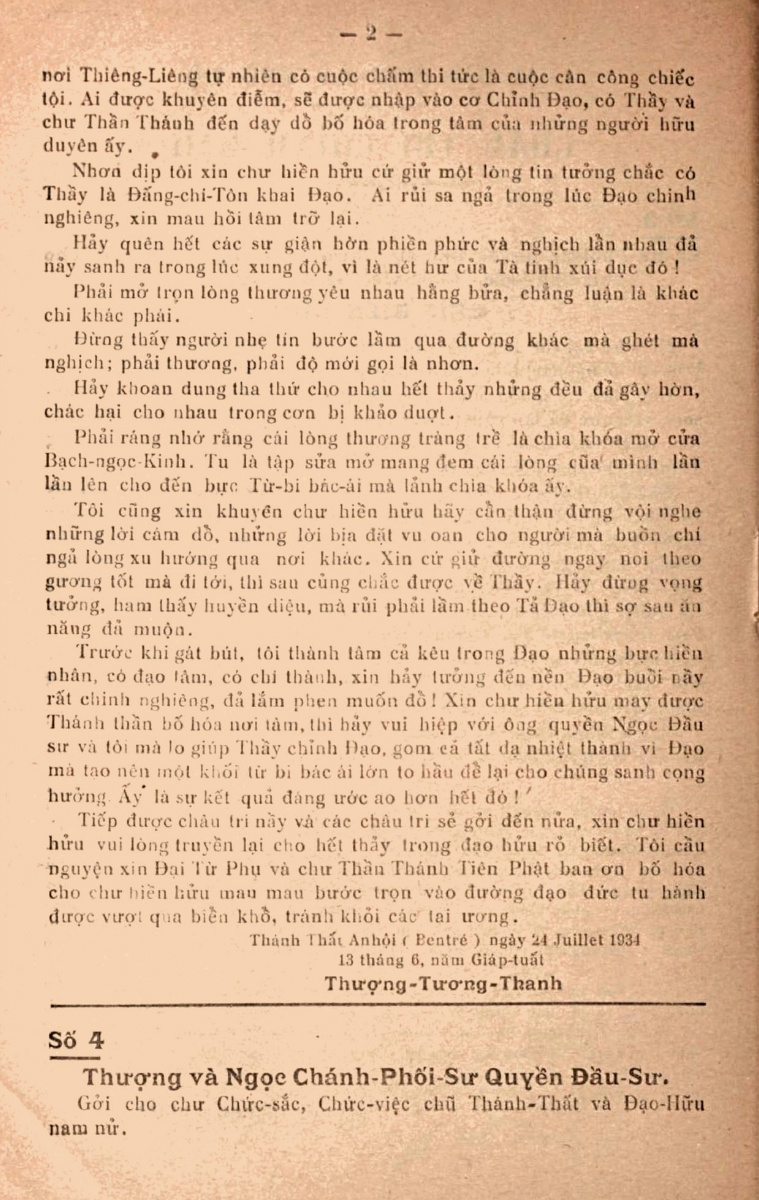 — 2 —
nơi Thiêng-Liêng tự nhiên có cuộc chấm thi tức là cuộc cân công chiếc
tội. Ai được khuyên điểm, sẽ được nhập vào cơ Chỉnh Đạo, có Thầy và
chư Thần Thánh đến dạy dỗ bố hóa trong tâm của những người hữu
duyên ấy.
Nhơn dịp tôi xin chư hiền hửu cứ giữ một lòng tin tưởng chắc có
Thầy là Đấng-chí-Tôn khai Đạo. Ai rủi sa ngả trong lúc Đạo chinh
nghiêng, xin mau hồi tâm trở lại.
Hảy quên hết các sự giận hờn phiền phức và nghịch lẩn nhau đả
nảy sanh ra trong lúc xung đột, vì là nét hư của Tà tinh xúi dục đó !
Phải mở trọn lòng thương yêu nhau hằng bửa, chẳng luận là khác
chi khác phái.
Đừng thấy người nhẹ tín bước lầm qua đường khác mà ghét mà
nghịch; phải thương, phải độ mới gọi là nhơn.
Hảy khoan dung tha thứ cho nhau hết thảy những đều đả gây hờn,
chác hại cho nhau trong cơn bị khảo duợt.
Phải ráng nhớ rằng cái lòng thương tràng trề là chìa khóa mở cửa
Bạch-ngọc-Kinh. Tu là tập sửa mở mang đem cái lòng của mình lần
lần lên cho đến bực Từ-bi bác-ái mà lảnh chìa khóa ấy.
Tôi cũng xin khuyên chư hiền hửu hãy cẩn thận đừng vội nghe
những lời cám dổ, những lời bịa đặt vu oan cho người mà buồn chí
ngả lòng xu hướng qua nơi khác. Xin cứ giử đường ngay noi theo
gương tốt mà đi tới, thì sau củng chắc được về Thầy. Hảy đừng vọng
tưởng, ham thấy huyền diệu, mà rủi phải lầm theo Tả Đạo thì sợ sau ăn
năng đả muộn.
Trước khi gát bút, tôi thành tâm cả kêu trong Đạo những bực hiền
nhân, có đạo tâm, có chí thành, xin hảy tưởng đến nền Đạo buổi nầy
rất chinh nghiêng, đả lắm phen muốn đổ ! Xin chư hiền hửu may được
Thánh thần bố hóa nơi tâm, thì hảy vui hiệp với ông quyền Ngọc Đầu
sư và tôi mà lo giúp Thầy chỉnh Đạo, gom cả tất dạ nhiệt thành vì Đạo
mà tạo nên một khối từ bi bác ái lớn to hầu để lại cho chúng sanh cọng
hưởng. Ấy là sự kết quả đáng ước ao hơn hết đó !
Tiếp được châu tri nầy và các châu tri sẻ gởi đến nửa, xin chư hiền
hửu vui lòng truyền lại cho hết thảy trong đạo hửu rỏ biết. Tôi cầu
nguyện xin Đại Từ Phụ và chư Thần Thánh Tiên Phật ban ơn bố hóa
cho chư hiền hửu mau mau bước trọn vào đường đạo đức tu hành
được vượt qua biển khổ, tránh khỏi các tai ương.
Thánh Thất Anhội ( Bentré ) ngày 24 Juillet 1934
13 tháng 6, năm Giáp-tuất
Thượng-Tương-Thanh
Số 4
Thượng và Ngọc Chánh-Phối-Sư Quyền Đầu-Sư.
Gởi cho chư Chức-sắc, Chức-việc chũ Thánh-Thất và Đạo-Hữu
nam nử.